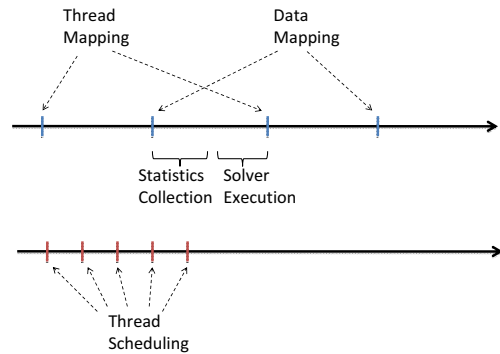 Thread
Mapping
Data
Mapping
Statistics
Collection
Solver
Execution
Thread
Scheduling